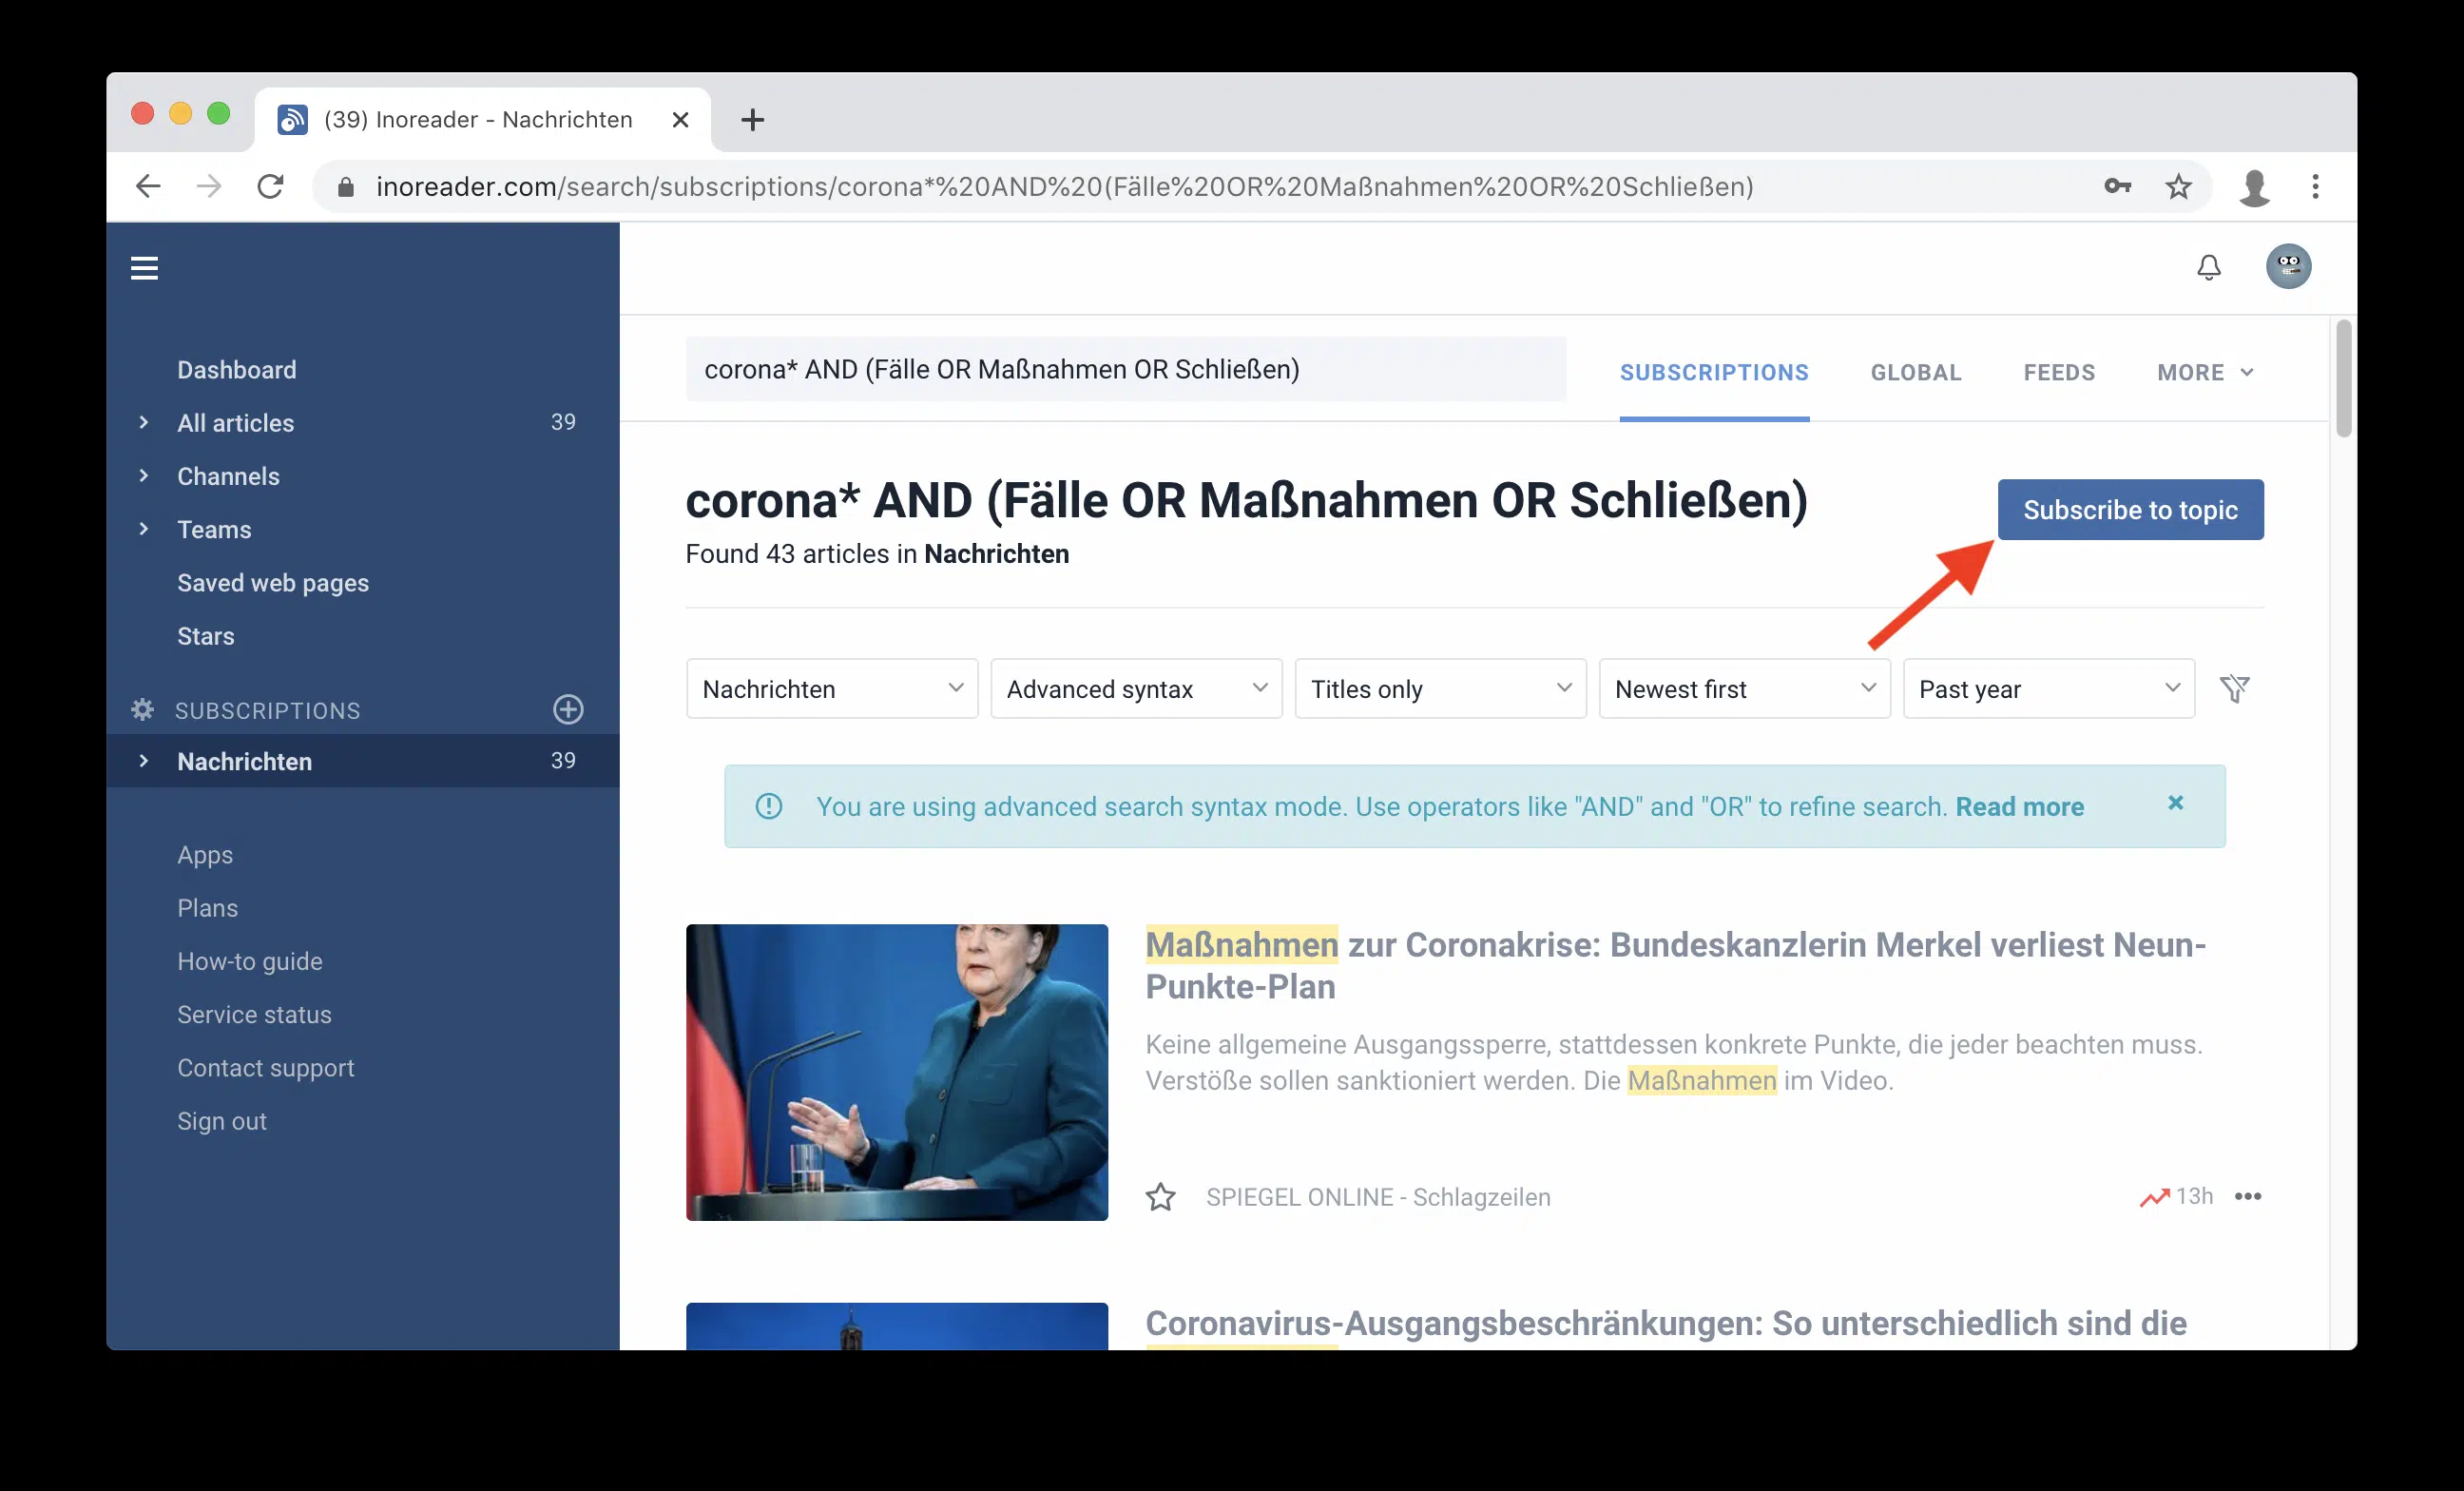 (39) Inoreader - Nachrichten
inoreader.com/search/subscriptions/corona*%20AND%20(Fälle%20OR%20Maßnahmen%20OR%20Schließen)
Dashboard
All articles 39
Channels
Teams
Saved web pages
Stars
SUBSCRIPTIONS
Nachrichten 39
Apps
Plans
How-to guide
Service status
Contact support
Sign out
corona* AND (Fälle OR Maßnahmen OR Schließen)
SUBSCRIPTIONS GLOBAL FEEDS MORE
corona* AND (Fälle OR Maßnahmen OR Schließen)
Subscribe to topic
Found 43 articles in Nachrichten
Nachrichten Advanced syntax Titles only Newest first Past year
You are using advanced search syntax mode. Use operators like "AND" and "OR" to refine search. Read more
Maßnahmen zur Coronakrise: Bundeskanzlerin Merkel verliest Neun-
Punkte-Plan
Keine allgemeine Ausgangssperre, stattdessen konkrete Punkte, die jeder beachten muss.
Verstöße sollen sanktioniert werden. Die Maßnahmen im Video.
SPIEGEL ONLINE - Schlagzeilen 13h
Coronavirus-Ausgangsbeschränkungen: So unterschiedlich sind die